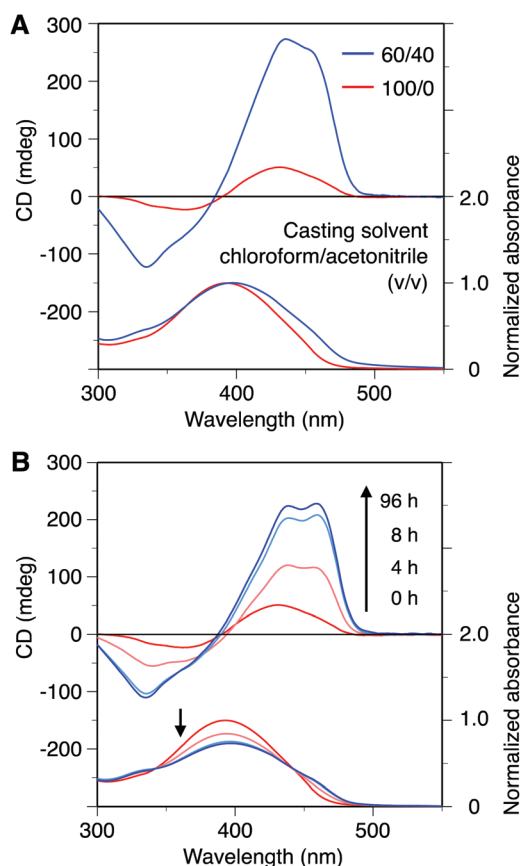 A
300
200
100
0
-100
-200
CD (mdeg)
60/40
100/0
Casting solvent
chloroform/acetonitrile
(v/v)
2.0
1.0
0
Normalized absorbance
300
400
500
Wavelength (nm)
B
300
200
100
0
-100
-200
CD (mdeg)
96 h
8 h
4 h
0 h
2.0
1.0
0
Normalized absorbance
300
400
500
Wavelength (nm)